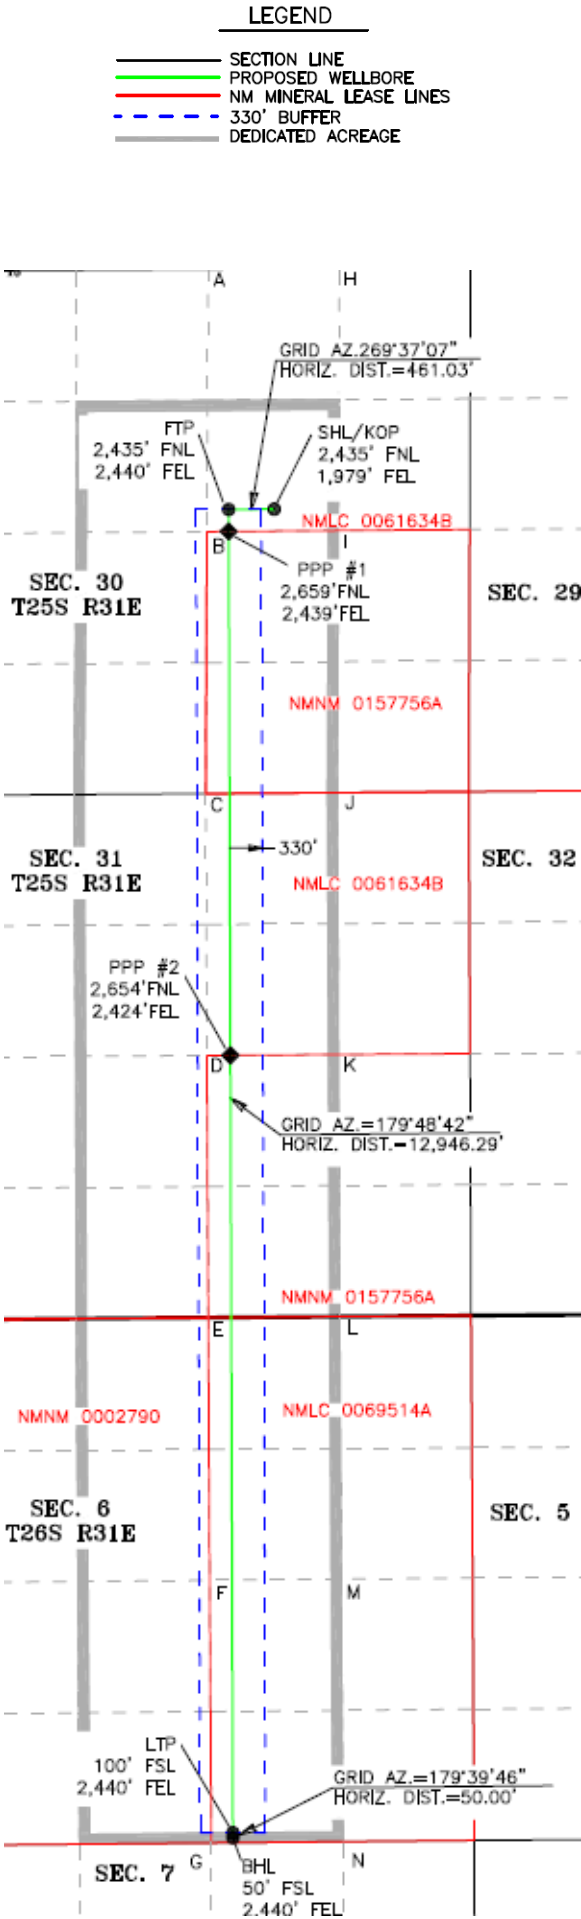 LEGEND
SECTION LINE
PROPOSED WELLBORE
NM MINERAL LEASE LINES
330' BUFFER
DEDICATED ACREAGE
A
H
GRID AZ.269°37'07"
HORIZ. DIST.=461.03'
FTP
2,435' FNL
2,440' FEL
SHL/KOP
2,435' FNL
1,979' FEL
NMLC 0061634B
B
I
PPP #1
2,659'FNL
2,439'FEL
SEC. 30
T25S R31E
SEC. 29
NMNM 0157756A
C
J
330'
SEC. 31
T25S R31E
SEC. 32
NMLC 0061634B
PPP #2
2,654'FNL
2,424'FEL
D
K
GRID AZ.=179°48'42"
HORIZ. DIST.=12,946.29'
NMNM 0157756A
E
L
NMNM 0002790
NMLC 0069514A
SEC. 6
T26S R31E
SEC. 5
F
M
LTP
100' FSL
2,440' FEL
GRID AZ.=179°39'46"
HORIZ. DIST.=50.00'
SEC. 7
G
N
BHL
50' FSL
2,440' FEL